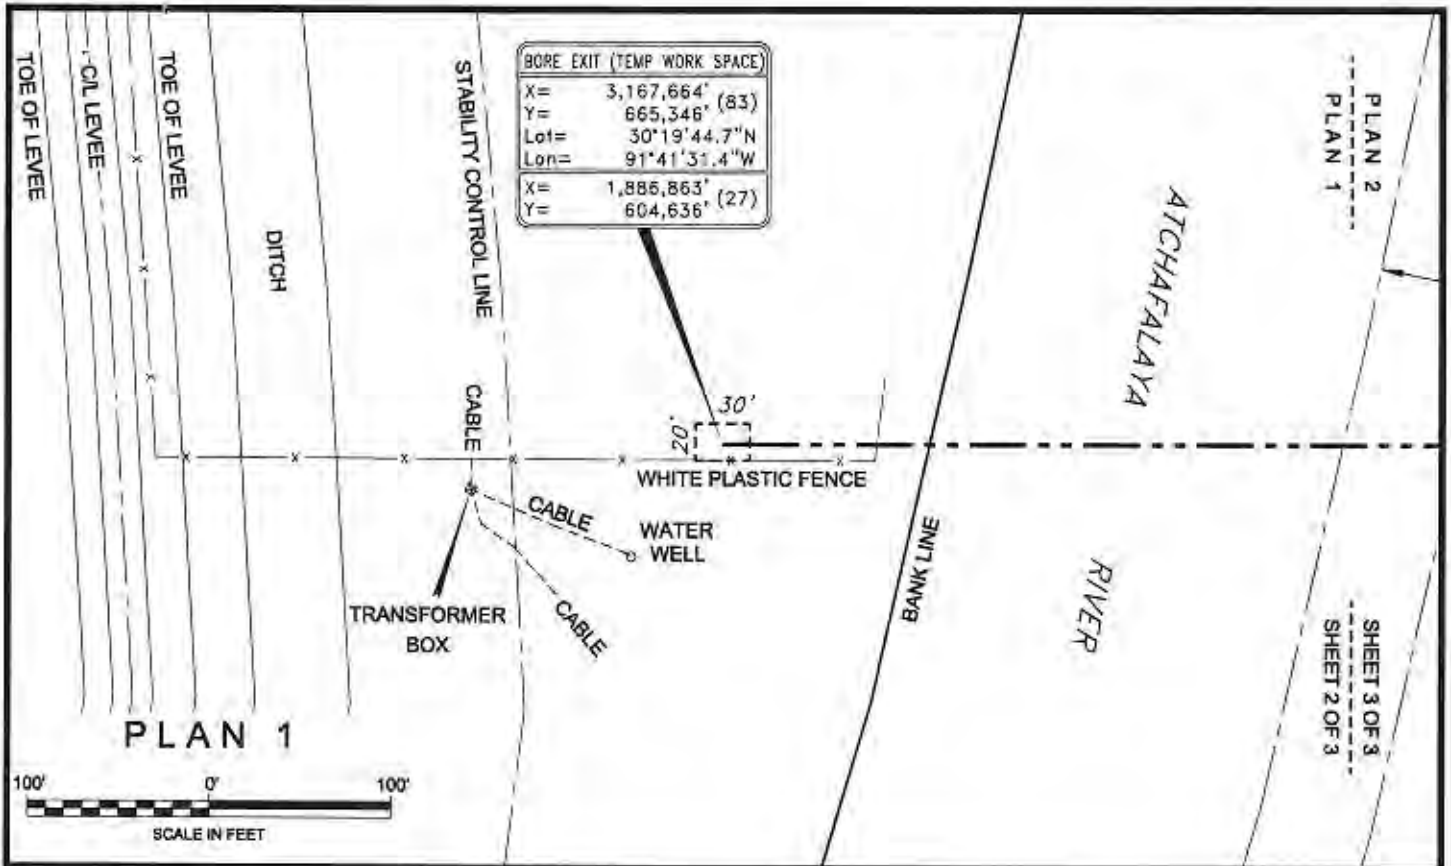 TOE OF LEVEE
C/L LEVEE
TOE OF LEVEE
DITCH
STABILITY CONTROL LINE
BORE EXIT (TEMP WORK SPACE)
X= 3,167,664' (83)
Y= 665,346'
Lat= 30°19'44.7"N
Lon= 91°41'31.4"W
X= 1,886,863' (27)
Y= 604,636'
PLAN 2
PLAN 1
ATCHAFALAYA
RIVER
CABLE
30'
20'
X X X X X X X X X X
WHITE PLASTIC FENCE
CABLE
WATER
WELL
CABLE
TRANSFORMER
BOX
BANK LINE
SHEET 3 OF 3
SHEET 2 OF 3
PLAN 1
100' 0' 100'
SCALE IN FEET